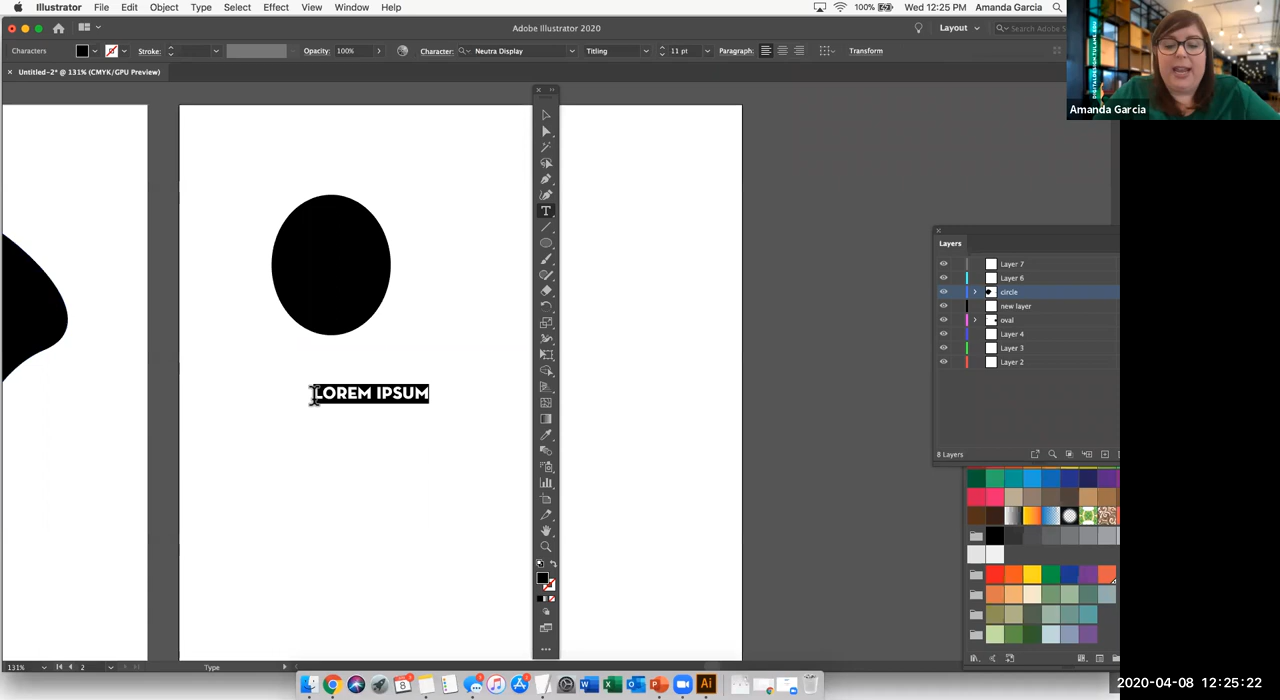 Illustrator File Edit Object Type Select Effect View Window Help 100% Wed 12:25 PM Amanda Garcia
Adobe Illustrator 2020 Layout Search Adobe S
Characters Stroke: Opacity: 100% Character: Neutra Display Titling 11 pt Paragraph: Transform
× Untitled-2* @ 131% (CMYK/GPU Preview)
Amanda Garcia
Layers
Layer 7
Layer 6
circle
new layer
oval
Layer 4
Layer 3
Layer 2
LOREM IPSUM
8 Layers
131% 2 Type
2020-04-08 12:25:22